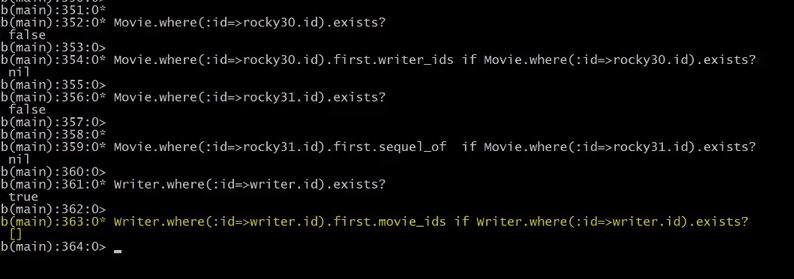 b(main):351:0*
b(main):352:0* Movie.where(:id=>rocky30.id).exists?
false
b(main):353:0>
b(main):354:0* Movie.where(:id=>rocky30.id).first.writer_ids if Movie.where(:id=>rocky30.id).exists?
nil
b(main):355:0>
b(main):356:0* Movie.where(:id=>rocky31.id).exists?
false
b(main):357:0>
b(main):358:0*
b(main):359:0* Movie.where(:id=>rocky31.id).first.sequel_of  if Movie.where(:id=>rocky31.id).exists?
nil
b(main):360:0>
b(main):361:0* Writer.where(:id=>writer.id).exists?
true
b(main):362:0>
b(main):363:0* Writer.where(:id=>writer.id).first.movie_ids if Writer.where(:id=>writer.id).exists?
[]
b(main):364:0>